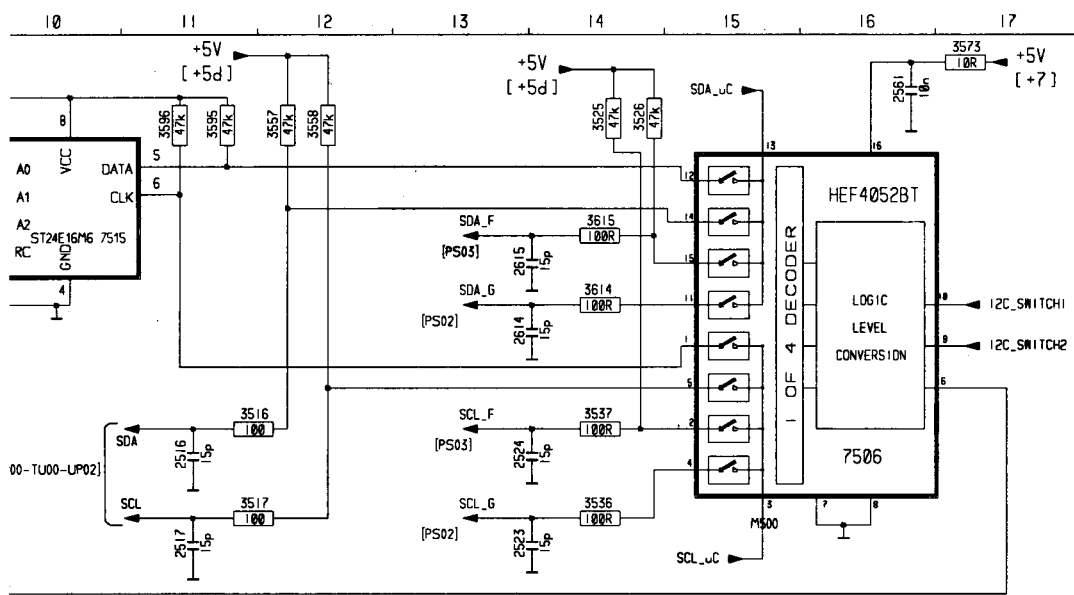 10 11 12 13 14 15 16 17
+5V
[+5d]
+5V
[+5d]
3573
10R
+5V
[+7]
2561
10n
SDA_uC
3596
47k
3595
47k
3557
47k
3558
47k
3525
47k
3526
47k
8
VCC
A0
DATA
5
A1
CLK
6
A2
ST24E16M6 7515
RC
GND
4
13
16
12
14
15
11
1
5
2
4
3
7
8
HEF4052BT
1 OF 4 DECODER
LOGIC
LEVEL
CONVERSION
10
I2C_SWITCH1
9
I2C_SWITCH2
6
7506
M500
SCL_uC
SDA_F
[PS03]
3615
100R
2615
15p
SDA_G
[PS02]
3614
100R
2614
15p
SDA
3516
100
2516
15p
00-TU00-UP02]
SCL
3517
100
2517
15p
SCL_F
[PS03]
3537
100R
2524
15p
SCL_G
[PS02]
3536
100R
2523
15p